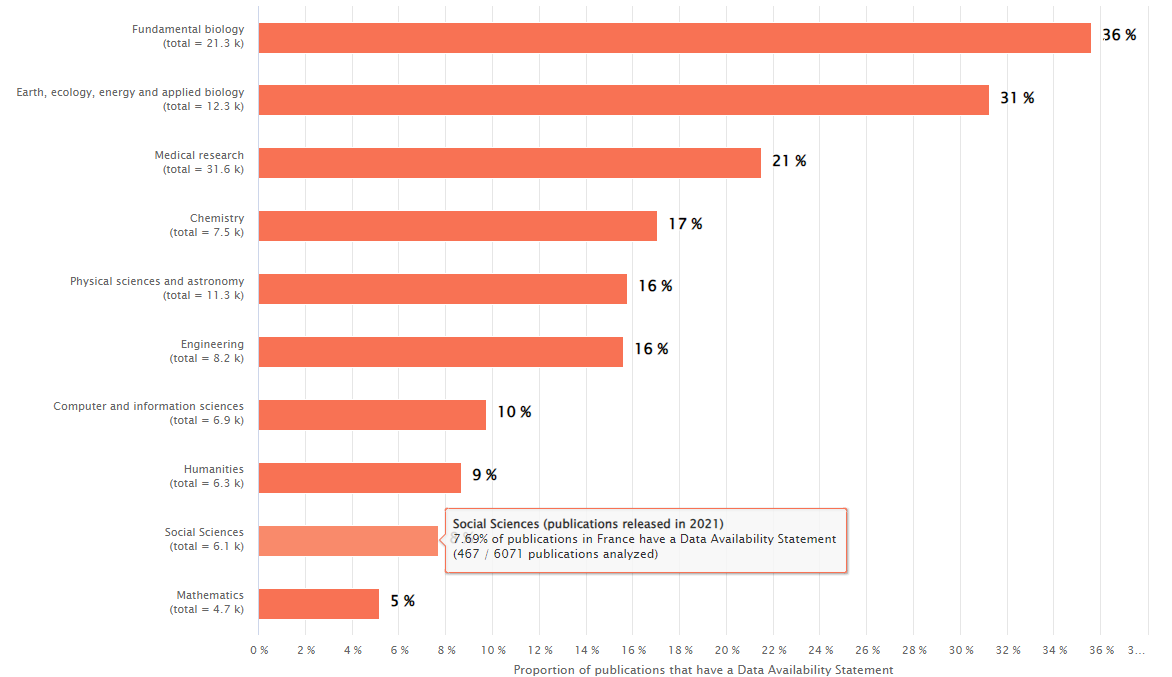 Fundamental biology
(total = 21.3 k)
36 %
Earth, ecology, energy and applied biology
(total = 12.3 k)
31 %
Medical research
(total = 31.6 k)
21 %
Chemistry
(total = 7.5 k)
17 %
Physical sciences and astronomy
(total = 11.3 k)
16 %
Engineering
(total = 8.2 k)
16 %
Computer and information sciences
(total = 6.9 k)
10 %
Humanities
(total = 6.3 k)
9 %
Social Sciences
(total = 6.1 k)
Social Sciences (publications released in 2021)
7.69% of publications in France have a Data Availability Statement
(467 / 6071 publications analyzed)
Mathematics
(total = 4.7 k)
5 %
0 % 2 % 4 % 6 % 8 % 10 % 12 % 14 % 16 % 18 % 20 % 22 % 24 % 26 % 28 % 30 % 32 % 34 % 36 % 3...
Proportion of publications that have a Data Availability Statement